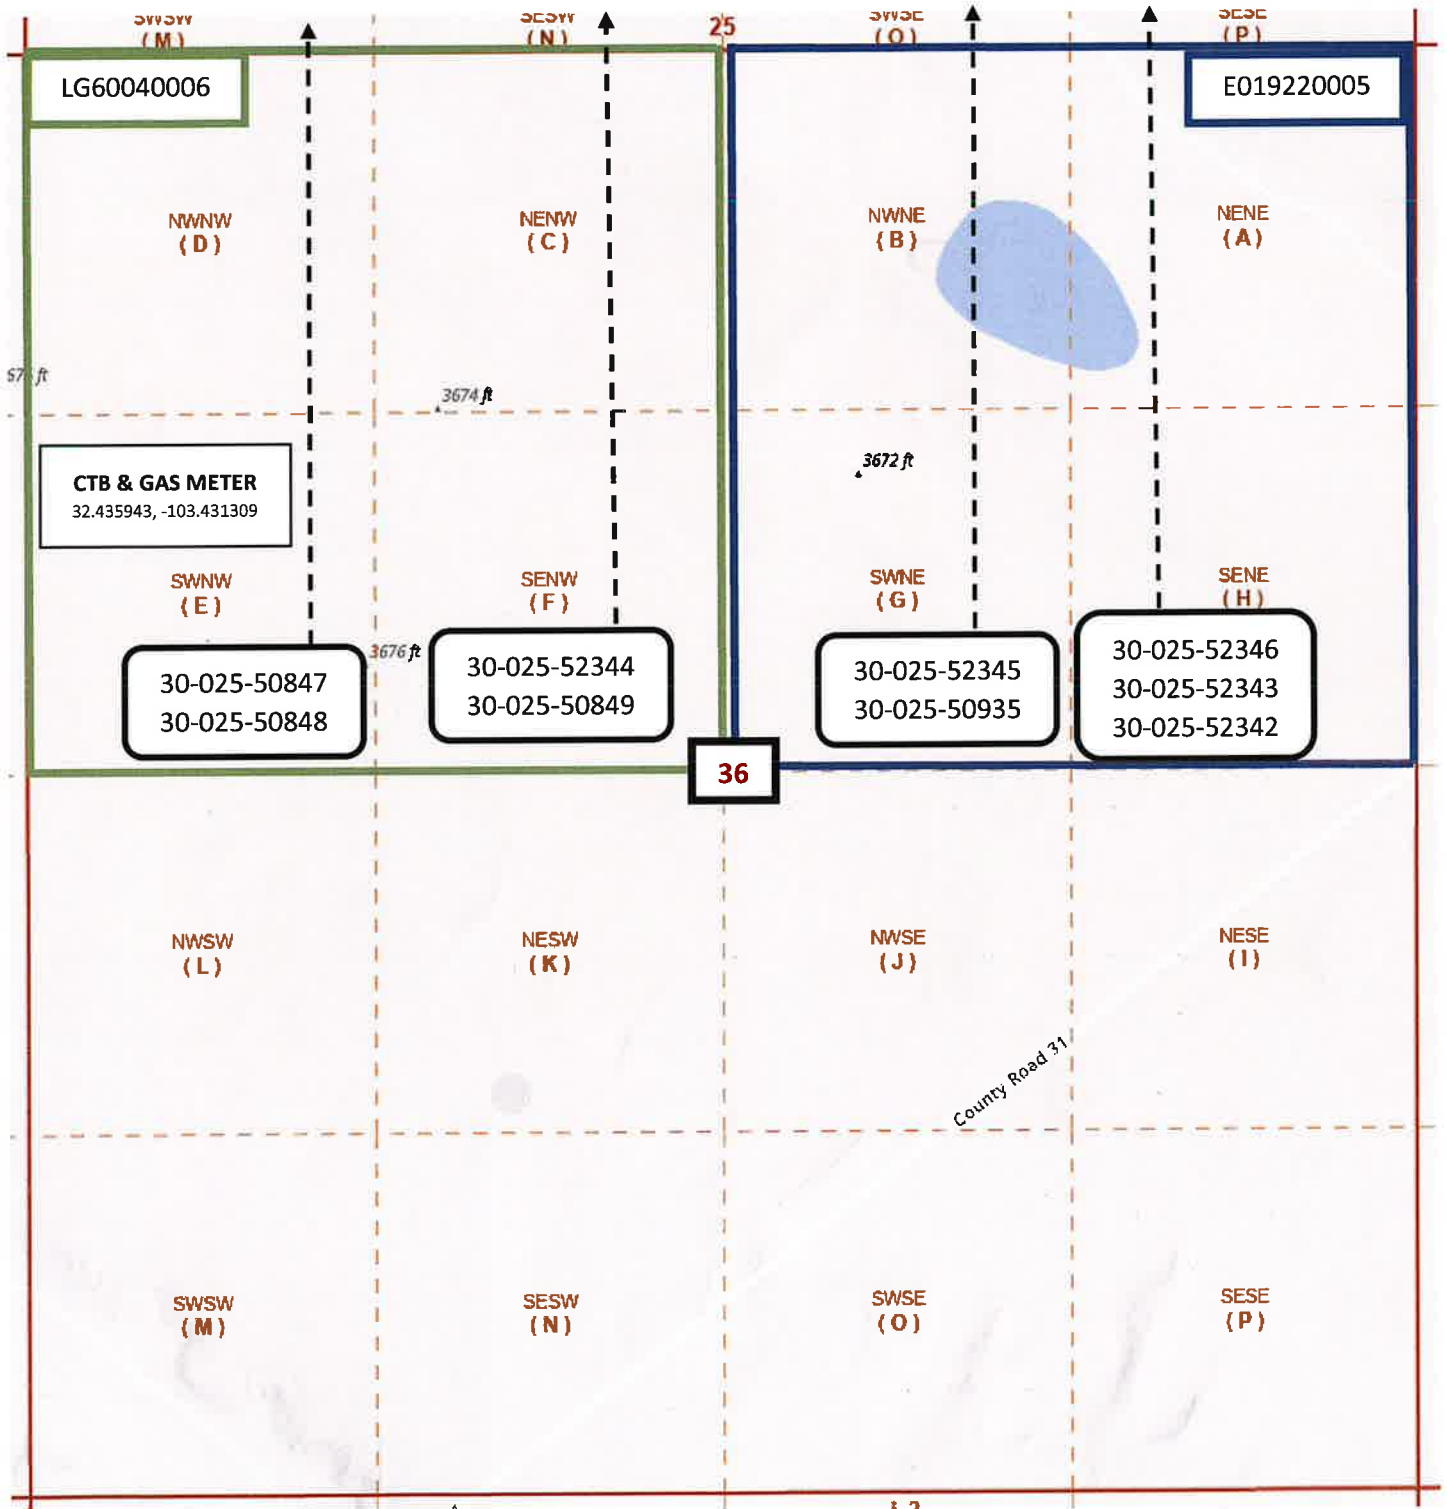 SWSW
(M)
SESW
(N)
25
SWSE
(O)
SESE
(P)
LG60040006
E019220005
NWNW
(D)
NENW
(C)
NWNE
(B)
NENE
(A)
ft
3674 ft
3672 ft
CTB & GAS METER
32.435943, -103.431309
SWNW
(E)
SENW
(F)
SWNE
(G)
SENE
(H)
3676 ft
30-025-50847
30-025-50848
30-025-52344
30-025-50849
30-025-52345
30-025-50935
30-025-52346
30-025-52343
30-025-52342
36
NWSW
(L)
NESW
(K)
NWSE
(J)
NESE
(I)
County Road 31
SWSW
(M)
SESW
(N)
SWSE
(O)
SESE
(P)